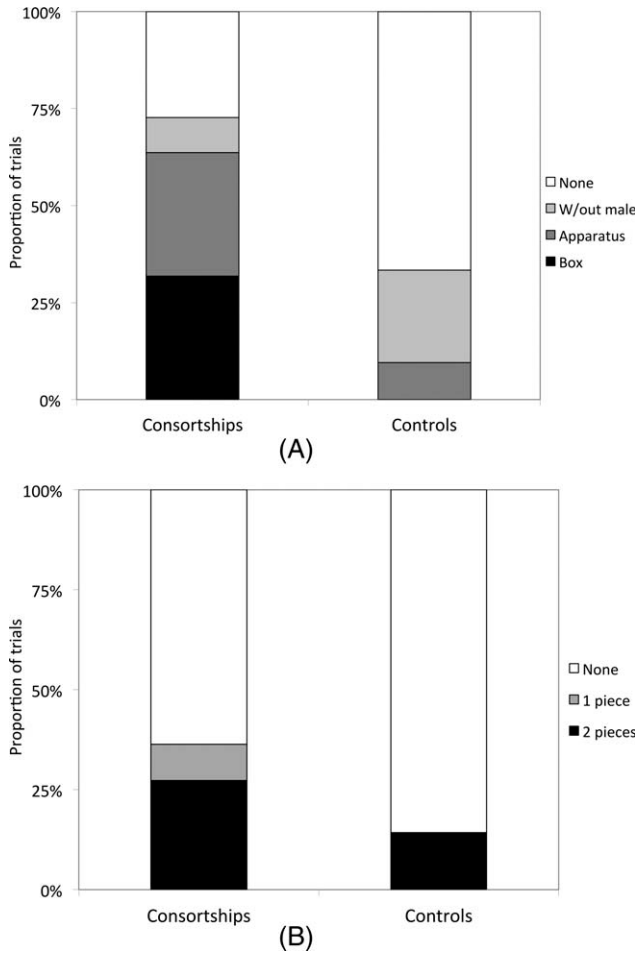 100%
75%
50%
25%
0%
Proportion of trials
None
W/out male
Apparatus
Box
Consortships
Controls
(A)
100%
75%
50%
25%
0%
Proportion of trials
None
1 piece
2 pieces
Consortships
Controls
(B)